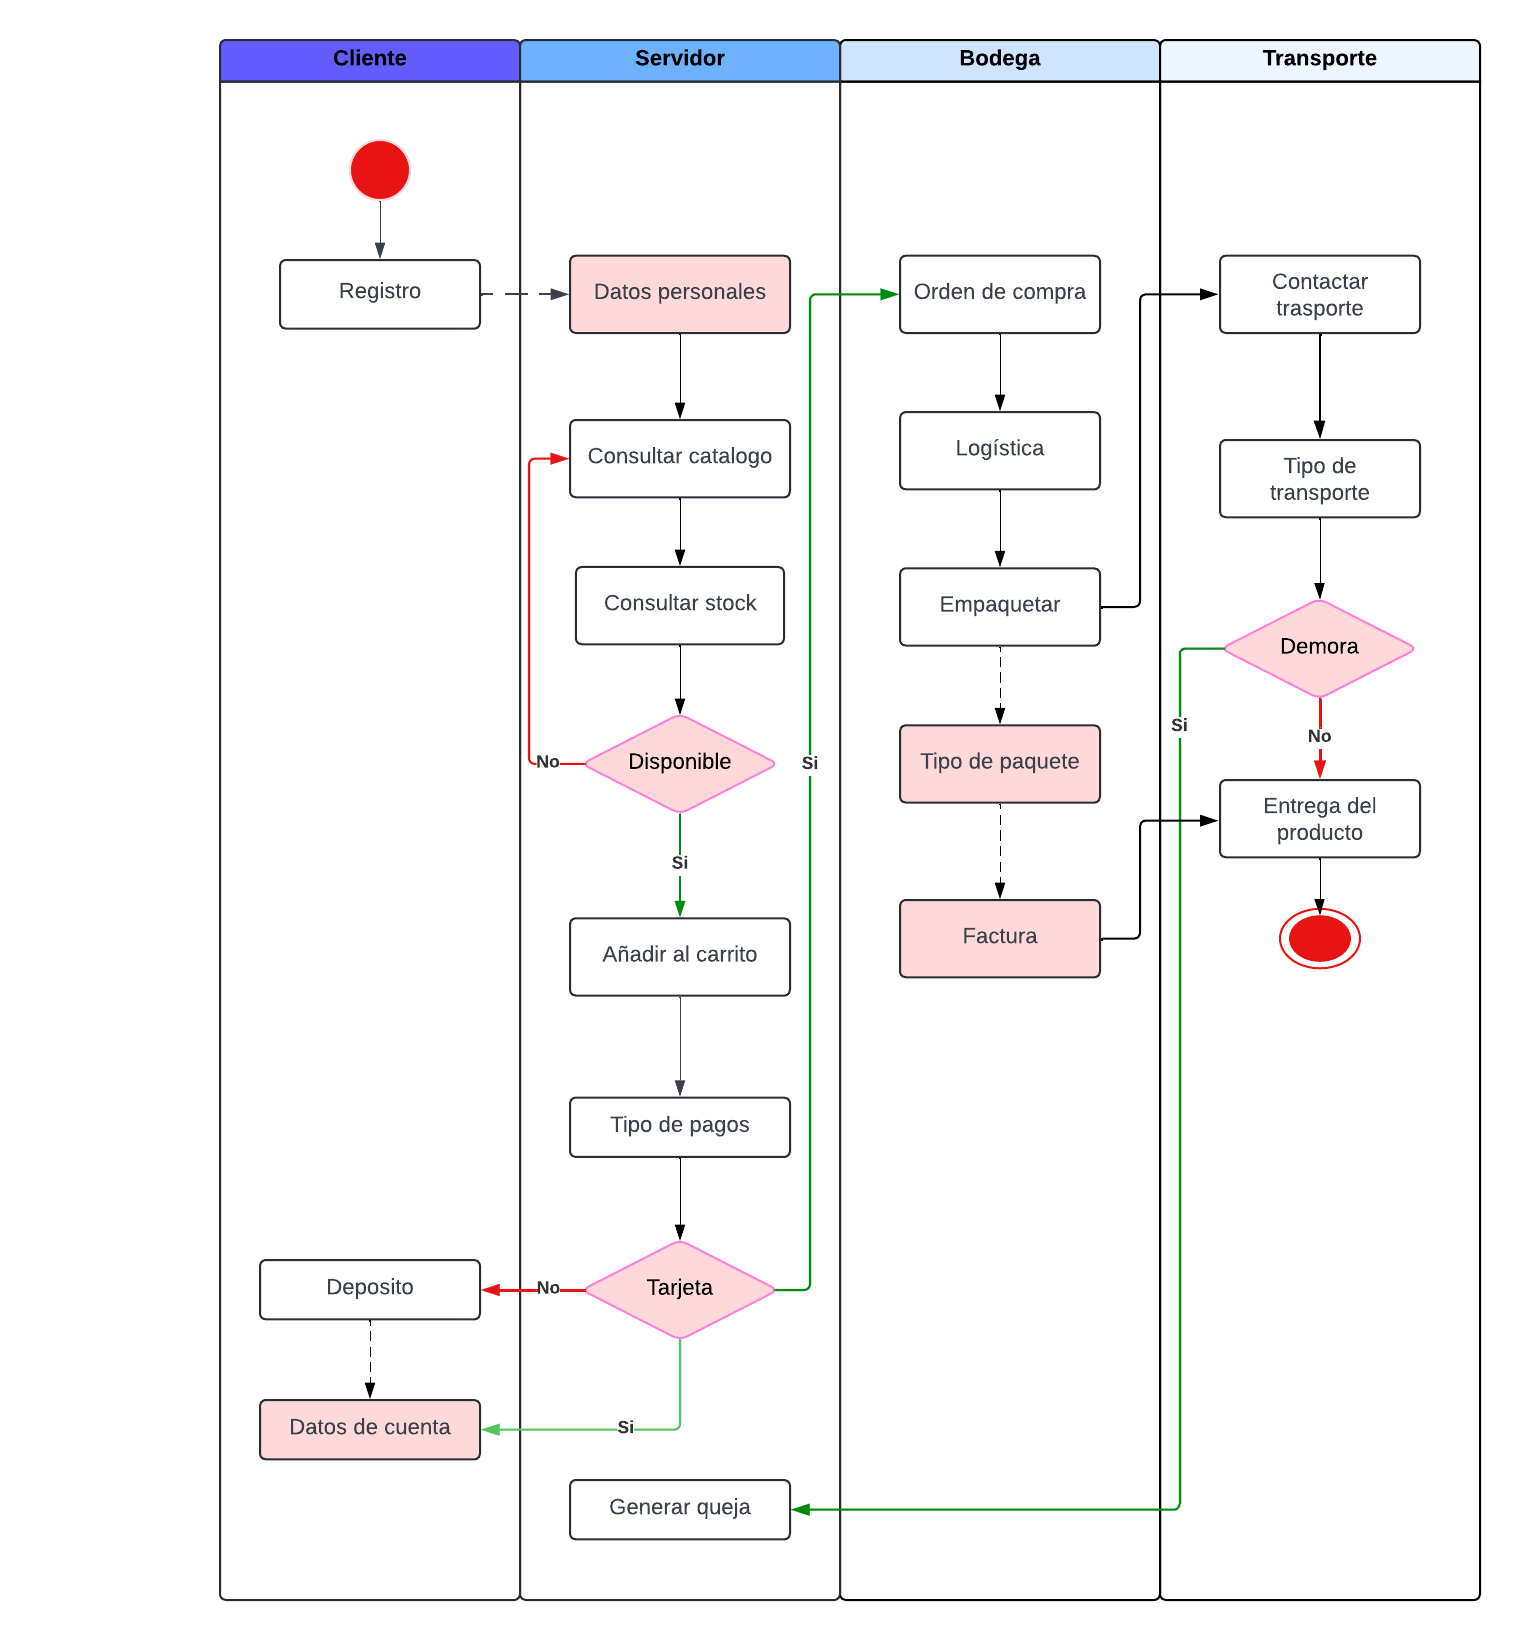 Cliente
Servidor
Bodega
Transporte
Registro
Datos personales
Orden de compra
Contactar
trasporte
Consultar catalogo
Logística
Tipo de
transporte
Consultar stock
Empaquetar
Demora
Si
No
Disponible
No
Si
Tipo de paquete
Entrega del
producto
Si
Añadir al carrito
Factura
Tipo de pagos
Deposito
No
Tarjeta
Datos de cuenta
Si
Generar queja